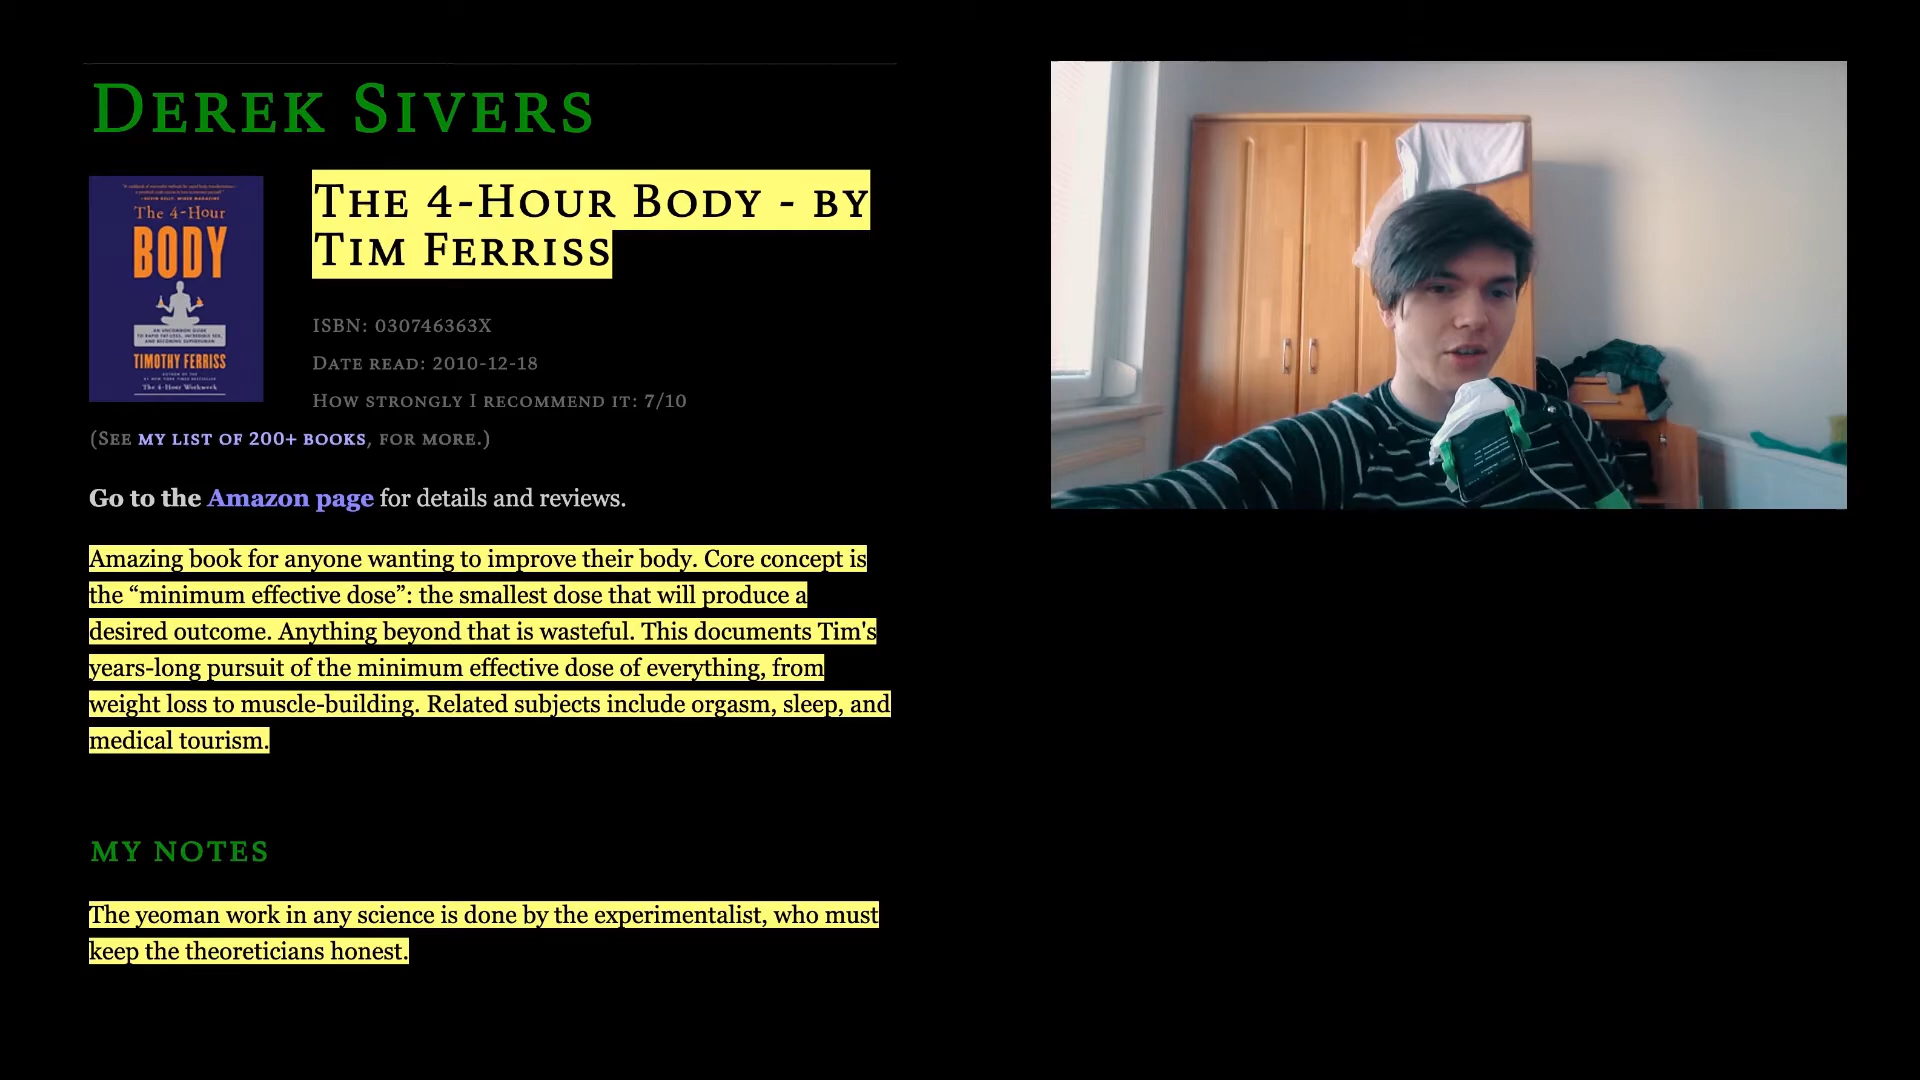 DEREK SIVERS
The 4-Hour
BODY
TIMOTHY FERRISS
The 4-Hour Workweek
THE 4-HOUR BODY - BY
TIM FERRISS
ISBN: 030746363X
DATE READ: 2010-12-18
HOW STRONGLY I RECOMMEND IT: 7/10
(SEE MY LIST OF 200+ BOOKS, FOR MORE.)
Go to the Amazon page for details and reviews.
Amazing book for anyone wanting to improve their body. Core concept is
the “minimum effective dose”: the smallest dose that will produce a
desired outcome. Anything beyond that is wasteful. This documents Tim's
years-long pursuit of the minimum effective dose of everything, from
weight loss to muscle-building. Related subjects include orgasm, sleep, and
medical tourism.
MY NOTES
The yeoman work in any science is done by the experimentalist, who must
keep the theoreticians honest.